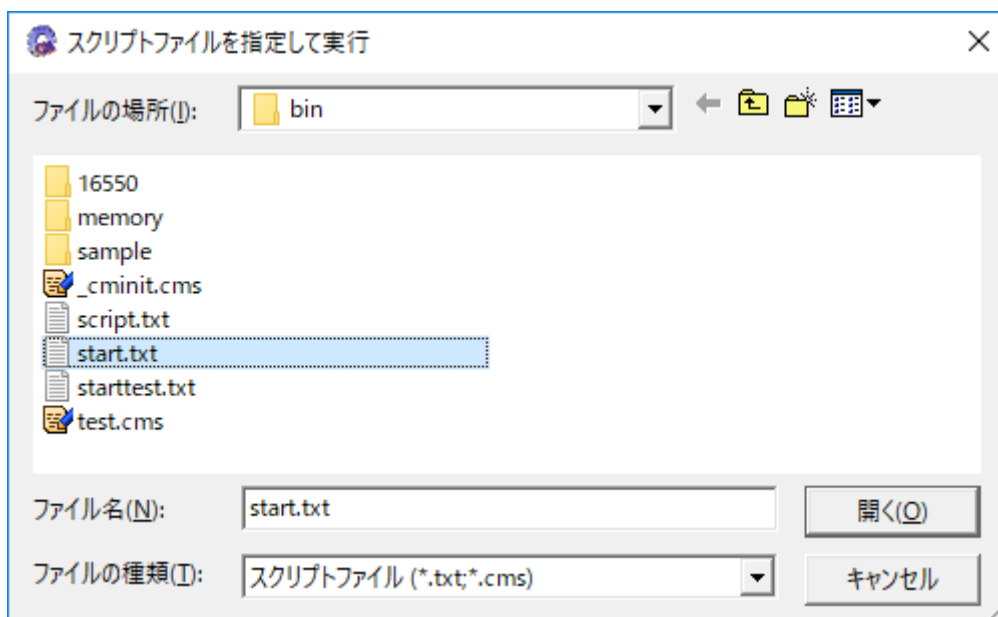 スクリプトファイルを指定して実行
ファイルの場所(I): bin
16550
memory
sample
_cminit.cms
script.txt
start.txt
starttest.txt
test.cms
ファイル名(N): start.txt 開く(O)
ファイルの種類(T): スクリプトファイル (*.txt;*.cms) キャンセル